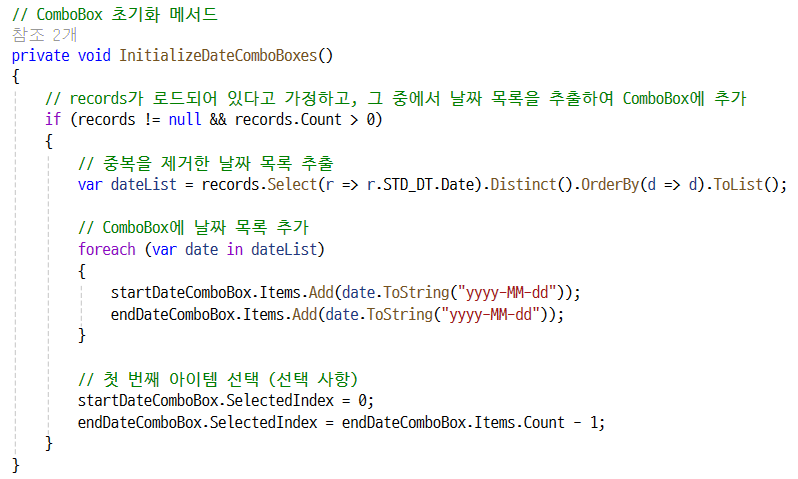 // ComboBox 초기화 메서드
참조 2개
private void InitializeDateComboBoxes()
{
// records가 로드되어 있다고 가정하고, 그 중에서 날짜 목록을 추출하여 ComboBox에 추가
if (records != null && records.Count > 0)
{
// 중복을 제거한 날짜 목록 추출
var dateList = records.Select(r => r.STD_DT.Date).Distinct().OrderBy(d => d).ToList();
// ComboBox에 날짜 목록 추가
foreach (var date in dateList)
{
startDateComboBox.Items.Add(date.ToString("yyyy-MM-dd"));
endDateComboBox.Items.Add(date.ToString("yyyy-MM-dd"));
}
// 첫 번째 아이템 선택 (선택 사항)
startDateComboBox.SelectedIndex = 0;
endDateComboBox.SelectedIndex = endDateComboBox.Items.Count - 1;
}
}